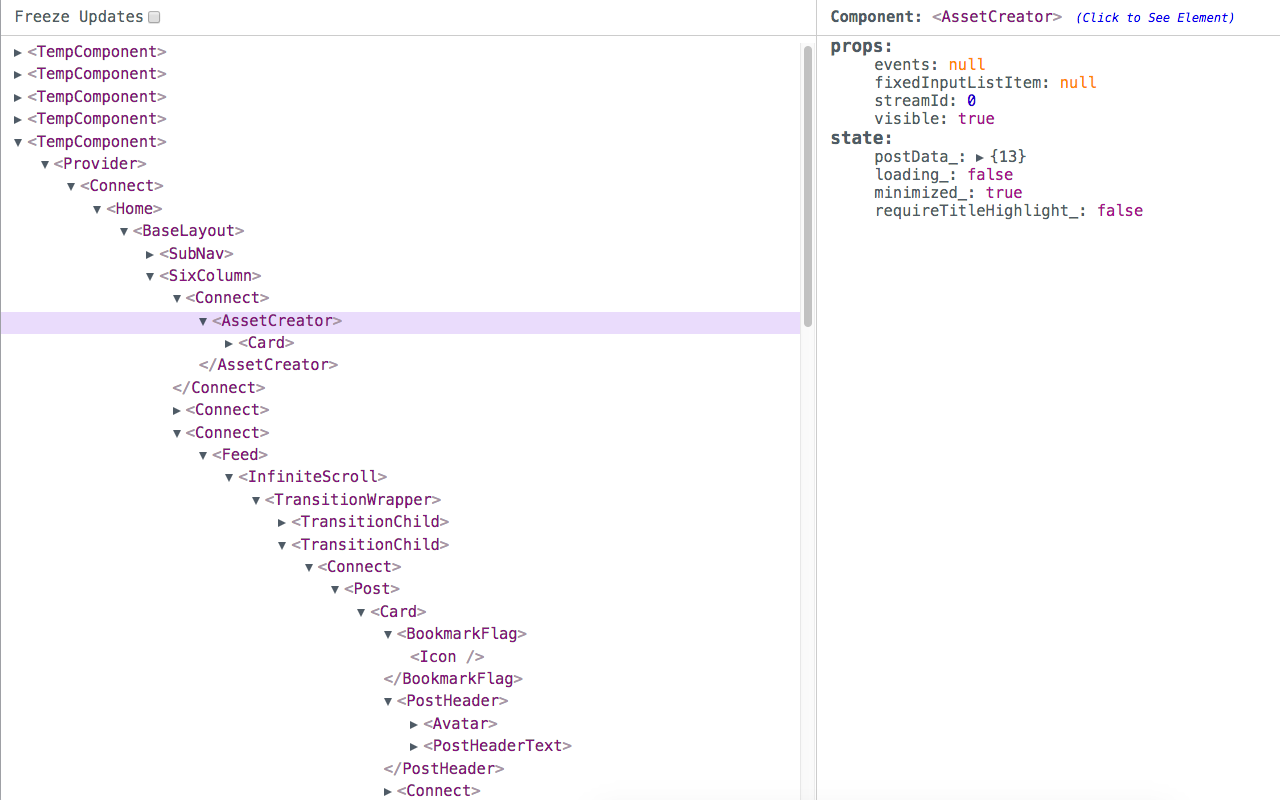 Freeze Updates
▶ <TempComponent>
▶ <TempComponent>
▶ <TempComponent>
▶ <TempComponent>
▼ <TempComponent>
▼ <Provider>
▼ <Connect>
▼ <Home>
▼ <BaseLayout>
▶ <SubNav>
▼ <SixColumn>
▼ <Connect>
▼ <AssetCreator>
▶ <Card>
</AssetCreator>
</Connect>
▶ <Connect>
▼ <Connect>
▼ <Feed>
▼ <InfiniteScroll>
▼ <TransitionWrapper>
▶ <TransitionChild>
▼ <TransitionChild>
▼ <Connect>
▼ <Post>
▼ <Card>
▼ <BookmarkFlag>
<Icon />
</BookmarkFlag>
▼ <PostHeader>
▶ <Avatar>
▶ <PostHeaderText>
</PostHeader>
▶ <Connect>
Component: <AssetCreator> (Click to See Element)
props:
events: null
fixedInputListItem: null
streamId: 0
visible: true
state:
postData_: ▶ {13}
loading_: false
minimized_: true
requireTitleHighlight_: false